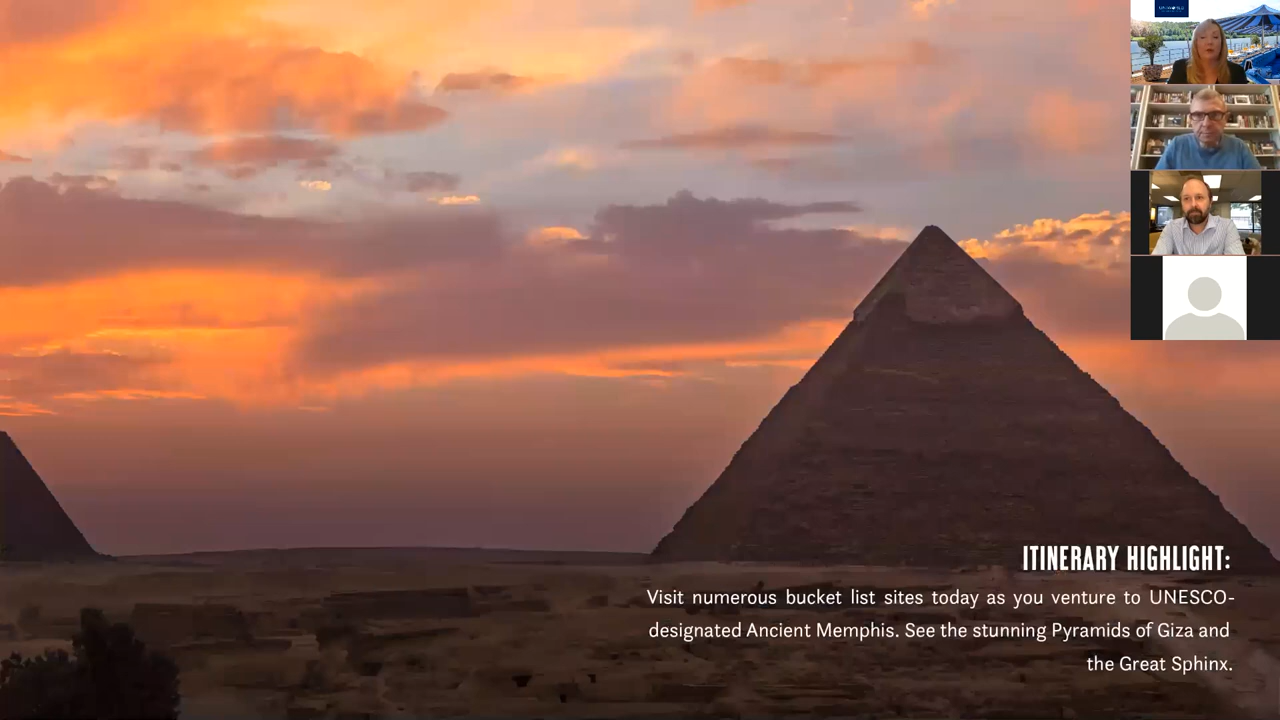 ITINERARY HIGHLIGHT:
Visit numerous bucket list sites today as you venture to UNESCO-
designated Ancient Memphis. See the stunning Pyramids of Giza and
the Great Sphinx.